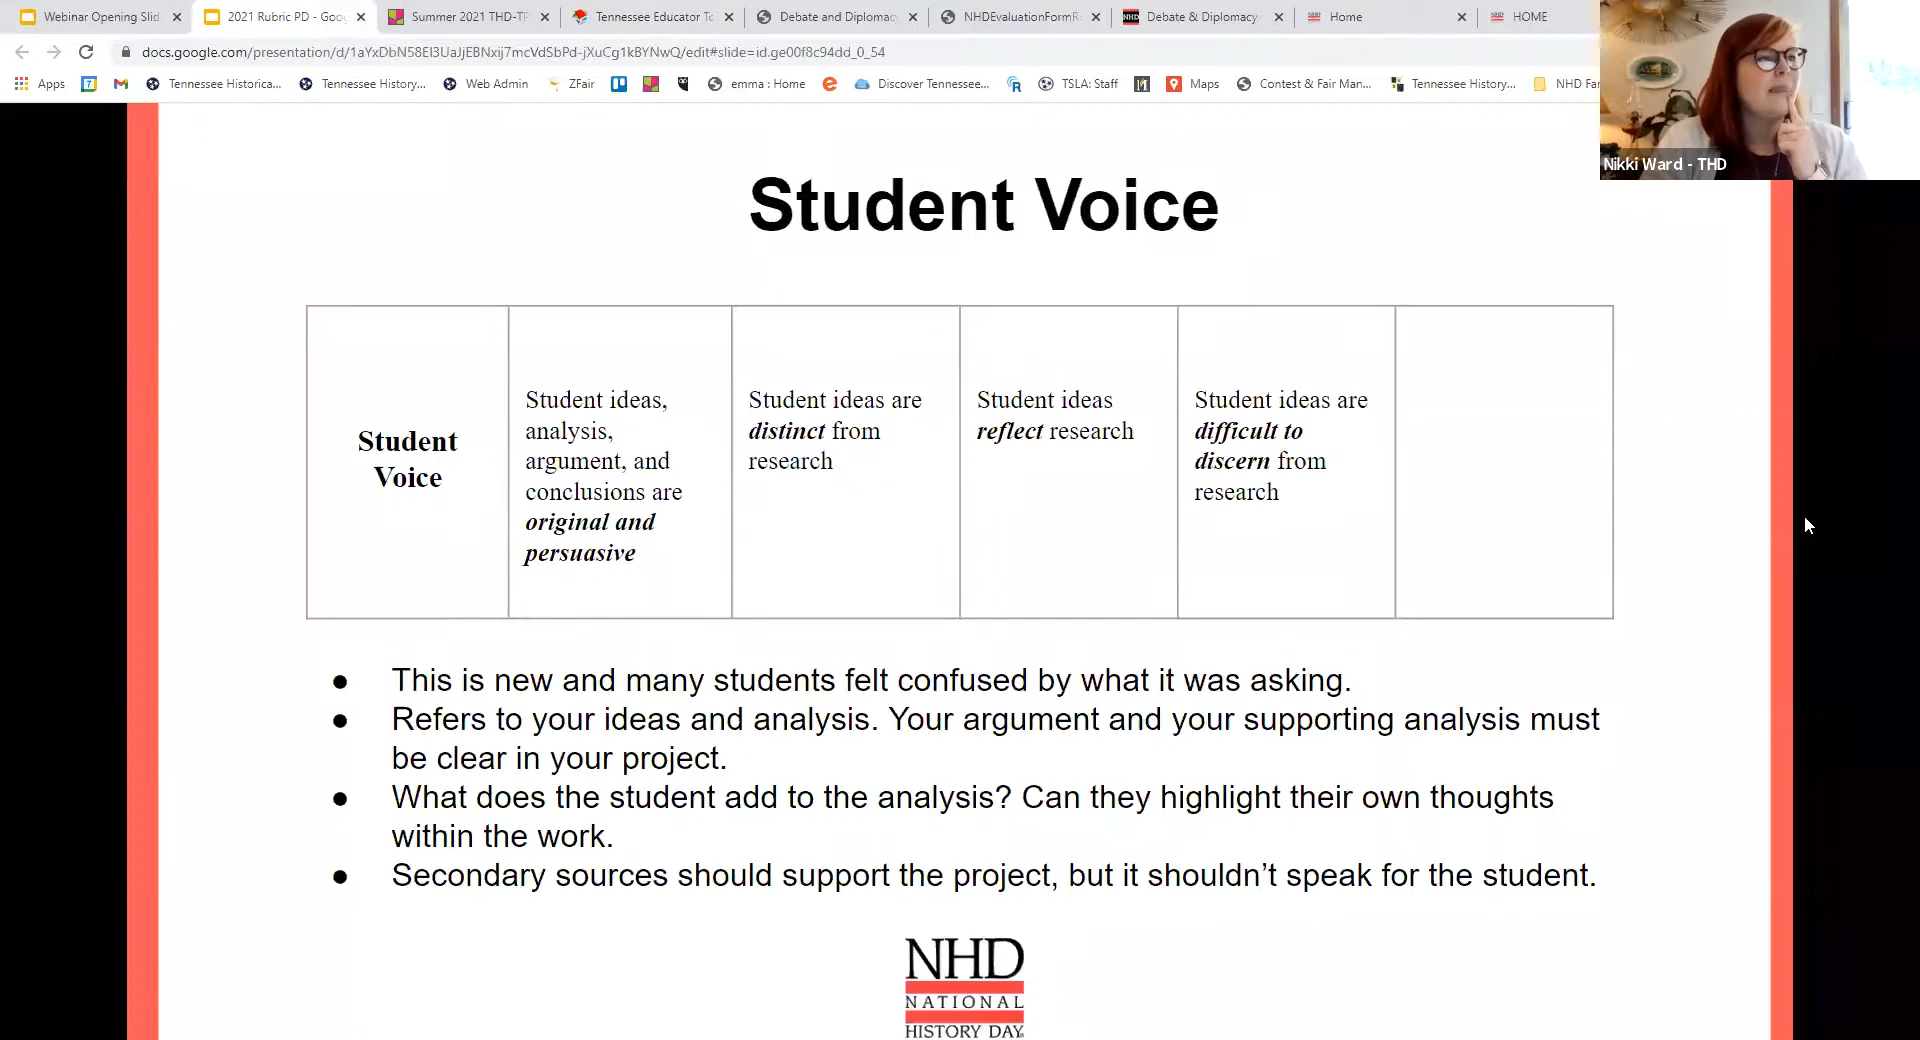 Webinar Opening Slid
2021 Rubric PD - Goo
Summer 2021 THD-TP
Tennessee Educator To
Debate and Diplomac
NHDEvaluationFormR
Debate & Diplomacy
Home
HOME
docs.google.com/presentation/d/1aYxDbN58El3UaJjEBNxij7mcVdSbPd-jXuCg1kBYNwQ/edit#slide=id.ge00f8c94dd_0_54
Apps
Tennessee Historica...
Tennessee History...
Web Admin
ZFair
emma : Home
Discover Tennessee...
TSLA: Staff
Maps
Contest & Fair Man...
Tennessee History...
NHD Fa
Nikki Ward - THD
Student Voice
Student
Voice
Student ideas,
analysis,
argument, and
conclusions are
original and
persuasive
Student ideas are
distinct from
research
Student ideas
reflect research
Student ideas are
difficult to
discern from
research
● This is new and many students felt confused by what it was asking.
● Refers to your ideas and analysis. Your argument and your supporting analysis must
be clear in your project.
● What does the student add to the analysis? Can they highlight their own thoughts
within the work.
● Secondary sources should support the project, but it shouldn’t speak for the student.
NHD
NATIONAL
HISTORY DAY